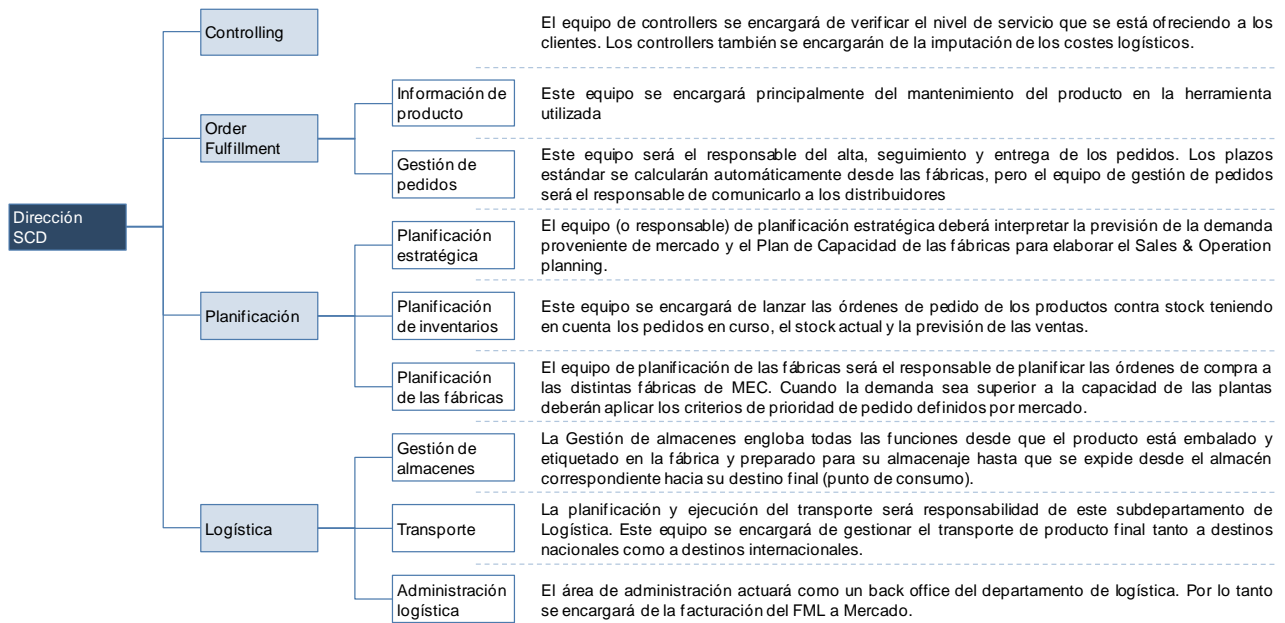 Controlling
El equipo de controllers se encargará de verificar el nivel de servicio que se está ofreciendo a los
clientes. Los controllers también se encargarán de la imputación de los costes logísticos.
Información de
producto
Este equipo se encargará principalmente del mantenimiento del producto en la herramienta
utilizada
Order
Fulfillment
Gestión de
pedidos
Este equipo será el responsable del alta, seguimiento y entrega de los pedidos. Los plazos
estándar se calcularán automáticamente desde las fábricas, pero el equipo de gestión de pedidos
será el responsable de comunicarlo a los distribuidores
Dirección
SCD
Planificación
estratégica
El equipo (o responsable) de planificación estratégica deberá interpretar la previsión de la demanda
proveniente de mercado y el Plan de Capacidad de las fábricas para elaborar el Sales & Operation
planning.
Planificación
Planificación
de inventarios
Este equipo se encargará de lanzar las órdenes de pedido de los productos contra stock teniendo
en cuenta los pedidos en curso, el stock actual y la previsión de las ventas.
Planificación
de las fábricas
El equipo de planificación de las fábricas será el responsable de planificar las órdenes de compra a
las distintas fábricas de MEC. Cuando la demanda sea superior a la capacidad de las plantas
deberán aplicar los criterios de prioridad de pedido definidos por mercado.
Gestión de
almacenes
La Gestión de almacenes engloba todas las funciones desde que el producto está embalado y
etiquetado en la fábrica y preparado para su almacenaje hasta que se expide desde el almacén
correspondiente hacia su destino final (punto de consumo).
Logística
Transporte
La planificación y ejecución del transporte será responsabilidad de este subdepartamento de
Logística. Este equipo se encargará de gestionar el transporte de producto final tanto a destinos
nacionales como a destinos internacionales.
Administración
logística
El área de administración actuará como un back office del departamento de logística. Por lo tanto
se encargará de la facturación del FML a Mercado.